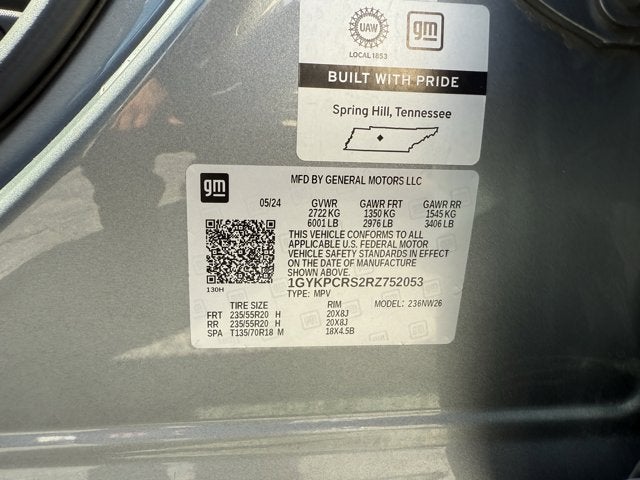 UAW gm
LOCAL 1853
BUILT WITH PRIDE
Spring Hill, Tennessee
gm MFD BY GENERAL MOTORS LLC
05/24 GVWR GAWR FRT GAWR RR
2722 KG 1350 KG 1545 KG
6001 LB 2976 LB 3406 LB
THIS VEHICLE CONFORMS TO ALL
APPLICABLE U.S. FEDERAL MOTOR
VEHICLE SAFETY STANDARDS IN EFFECT
ON THE DATE OF MANUFACTURE
SHOWN ABOVE.
1GYKPCRS2RZ752053
130H TYPE: MPV MODEL: 236NW26
TIRE SIZE RIM
FRT 235/55R20 H 20X8J
RR 235/55R20 H 20X8J
SPA T135/70R18 M 18X4.5B